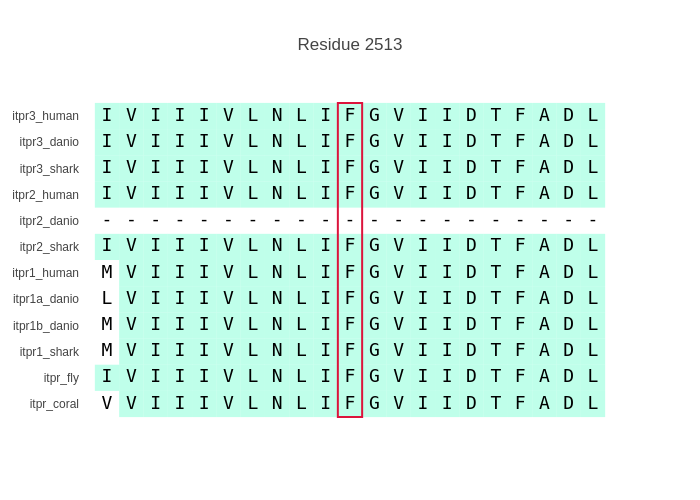 Residue 2513
itpr3_human I V I I I V L N L I F G V I I D T F A D L
itpr3_danio I V I I I V L N L I F G V I I D T F A D L
itpr3_shark I V I I I V L N L I F G V I I D T F A D L
itpr2_human I V I I I V L N L I F G V I I D T F A D L
itpr2_danio - - - - - - - - - - - - - - - - - - - - -
itpr2_shark I V I I I V L N L I F G V I I D T F A D L
itpr1_human M V I I I V L N L I F G V I I D T F A D L
itpr1a_danio L V I I I V L N L I F G V I I D T F A D L
itpr1b_danio M V I I I V L N L I F G V I I D T F A D L
itpr1_shark M V I I I V L N L I F G V I I D T F A D L
itpr_fly I V I I I V L N L I F G V I I D T F A D L
itpr_coral V V I I I V L N L I F G V I I D T F A D L